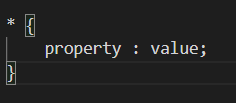 * {
    property : value;
}